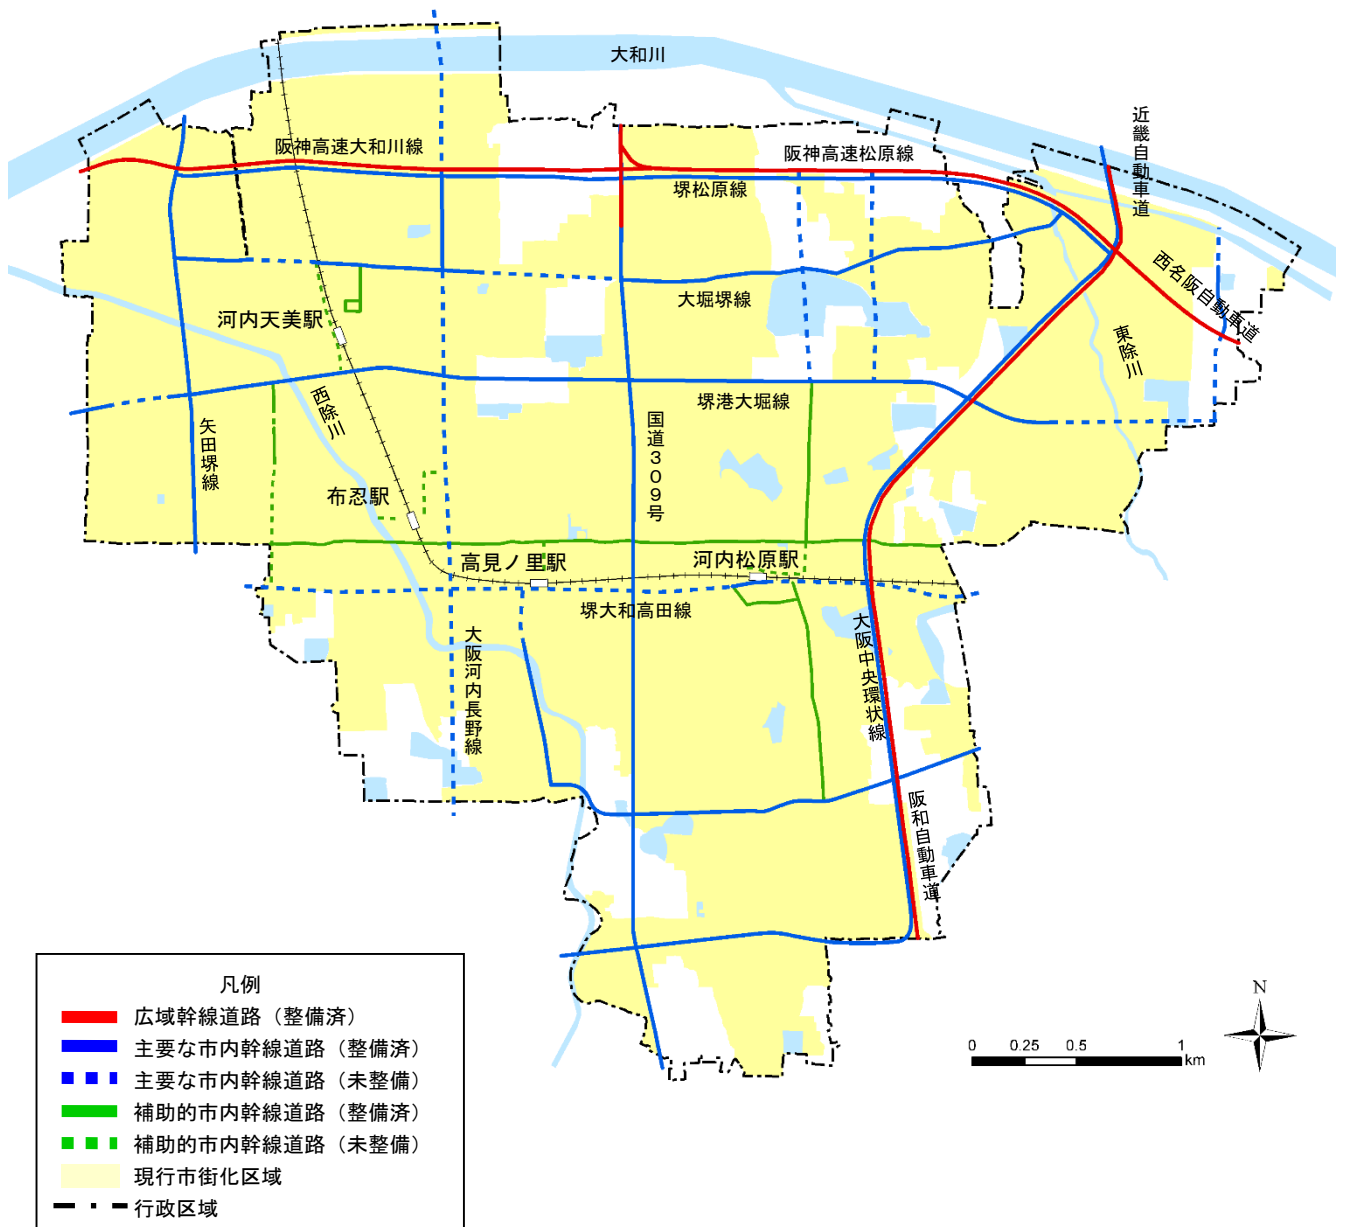 大和川
近畿自動車道
阪神高速大和川線
阪神高速松原線
堺松原線
西名阪自動車道
大堀堺線
河内天美駅
東除川
西除川
堺港大堀線
矢田堺線
国道309号
布忍駅
高見ノ里駅
河内松原駅
堺大和高田線
大阪河内長野線
大阪中央環状線
阪和自動車道
凡例
広域幹線道路（整備済）
主要な市内幹線道路（整備済）
主要な市内幹線道路（未整備）
補助的市内幹線道路（整備済）
補助的市内幹線道路（未整備）
現行市街化区域
行政区域
N
0 0.25 0.5 1
km